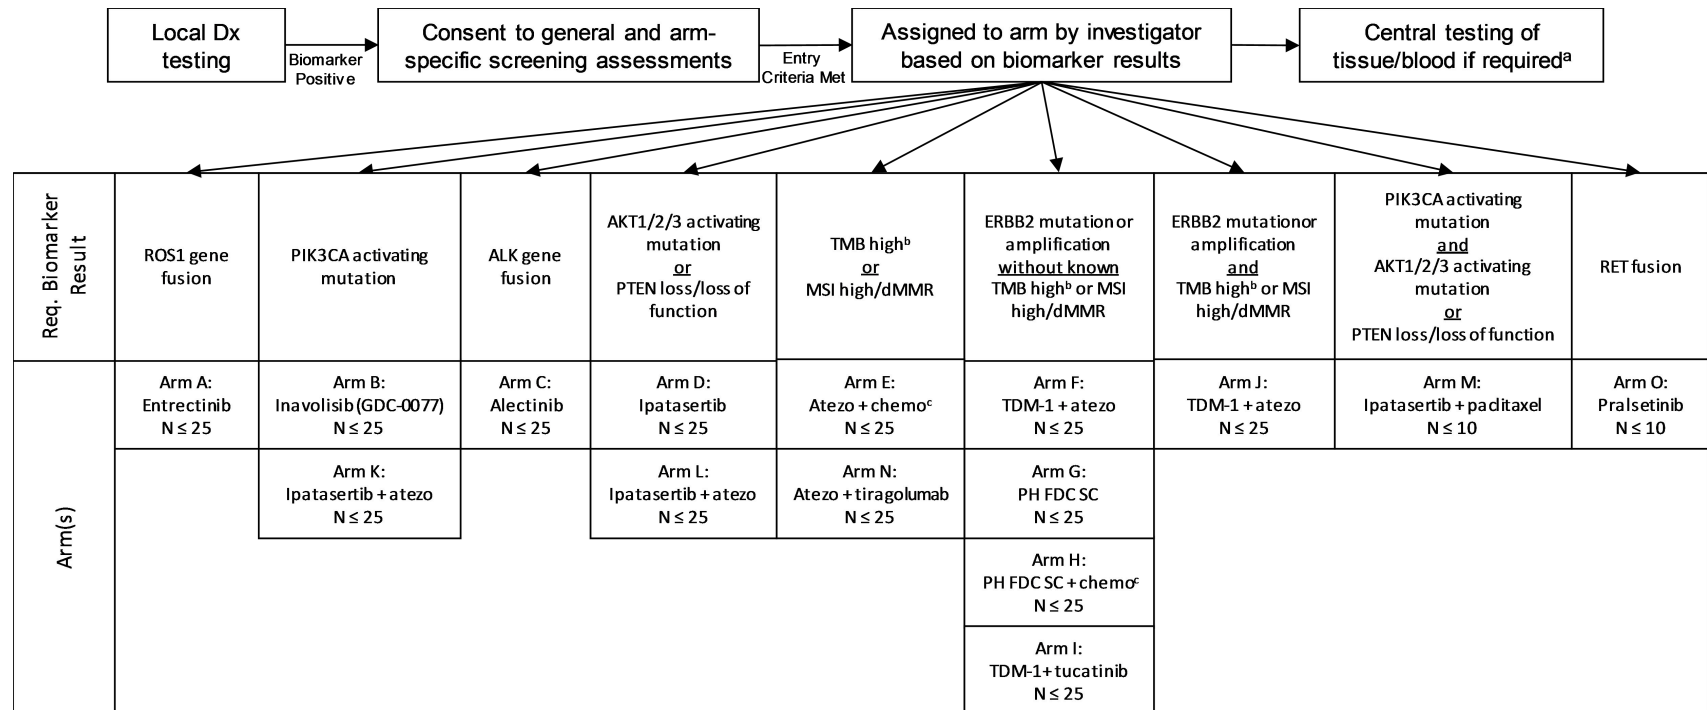 Local Dx
testing
Biomarker
Positive
Consent to general and arm-
specific screening assessments
Entry
Criteria Met
Assigned to arm by investigator
based on biomarker results
Central testing of
tissue/blood if requiredᵃ
Req. Biomarker
Result
ROS1 gene
fusion
PIK3CA activating
mutation
ALK gene
fusion
AKT1/2/3 activating
mutation
or
PTEN loss/loss of
function
TMB highᵇ
or
MSI high/dMMR
ERBB2 mutation or
amplification
without known
TMB highᵇ or MSI
high/dMMR
ERBB2 mutation or
amplification
and
TMB highᵇ or MSI
high/dMMR
PIK3CA activating
mutation
and
AKT1/2/3 activating
mutation
or
PTEN loss/loss of function
RET fusion
Arm(s)
Arm A:
Entrectinib
N ≤ 25
Arm B:
Inavolisib (GDC-0077)
N ≤ 25
Arm C:
Alectinib
N ≤ 25
Arm D:
Ipatasertib
N ≤ 25
Arm E:
Atezo + chemoᶜ
N ≤ 25
Arm F:
TDM-1 + atezo
N ≤ 25
Arm J:
TDM-1 + atezo
N ≤ 25
Arm M:
Ipatasertib + paclitaxel
N ≤ 10
Arm O:
Pralsetinib
N ≤ 10
Arm K:
Ipatasertib + atezo
N ≤ 25
Arm L:
Ipatasertib + atezo
N ≤ 25
Arm N:
Atezo + tiragolumab
N ≤ 25
Arm G:
PH FDC SC
N ≤ 25
Arm H:
PH FDC SC + chemoᶜ
N ≤ 25
Arm I:
TDM-1+ tucatinib
N ≤ 25